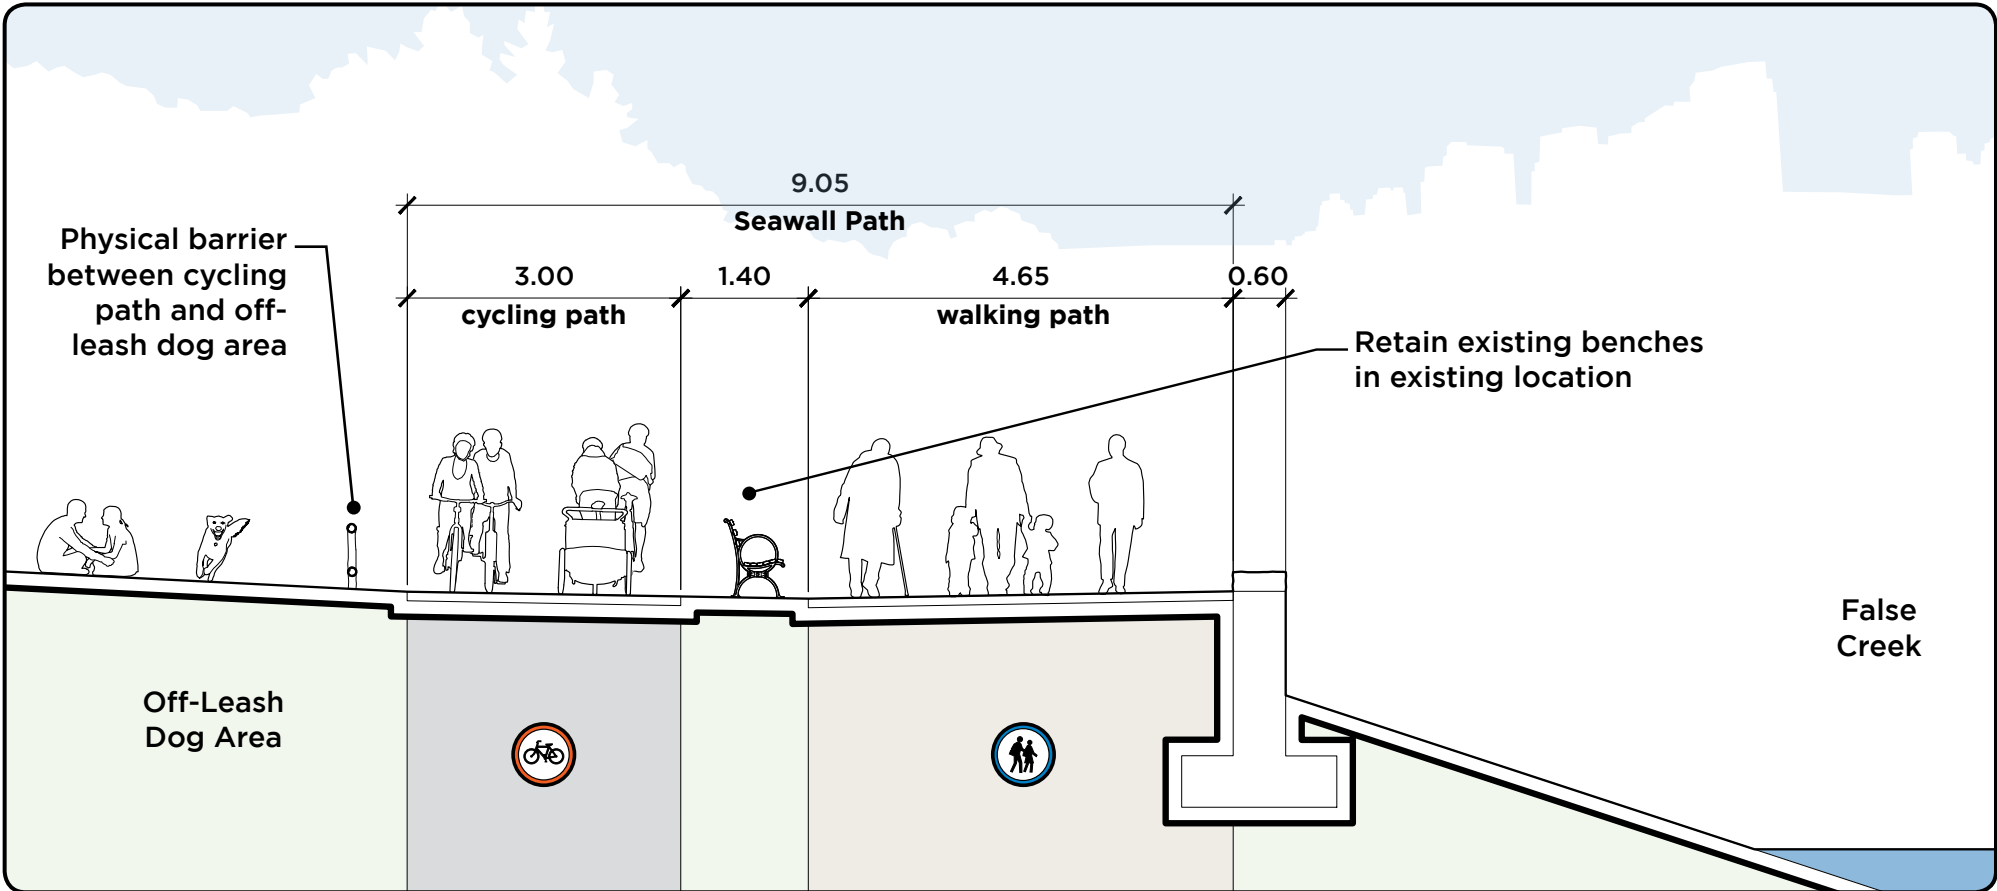 9.05
Seawall Path
3.00
cycling path
1.40
4.65
walking path
0.60
Physical barrier
between cycling
path and off-
leash dog area
Retain existing benches
in existing location
Off-Leash
Dog Area
False
Creek